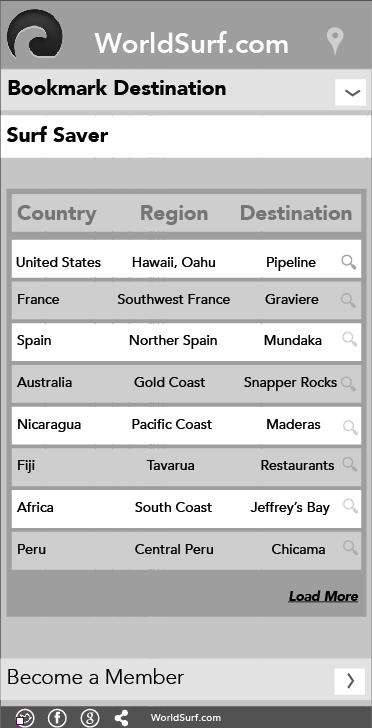 WorldSurf.com
Bookmark Destination
Surf Saver
Country Region Destination
United States Hawaii, Oahu Pipeline
France Southwest France Graviere
Spain Norther Spain Mundaka
Australia Gold Coast Snapper Rocks
Nicaragua Pacific Coast Maderas
Fiji Tavarua Restaurants
Africa South Coast Jeffrey's Bay
Peru Central Peru Chicama
Load More
Become a Member
WorldSurf.com